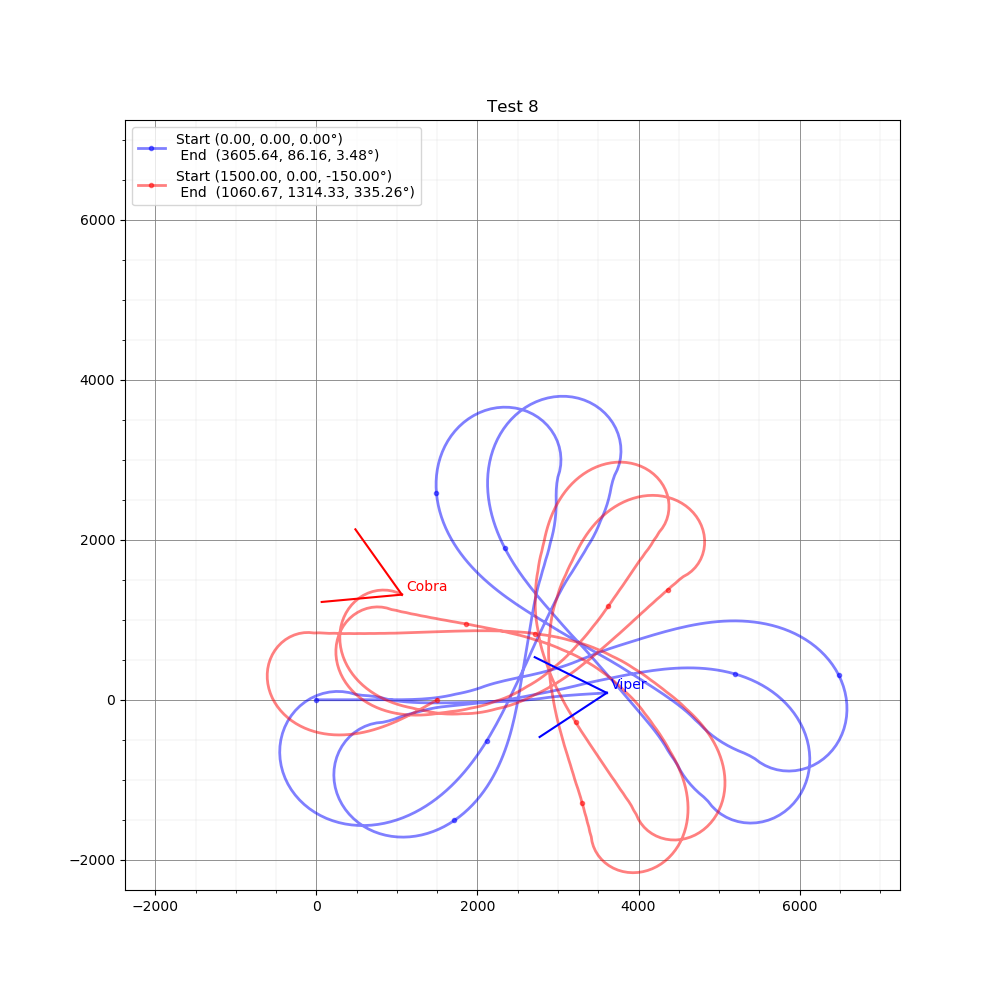 Test 8
Start (0.00, 0.00, 0.00°)
End (3605.64, 86.16, 3.48°)
Start (1500.00, 0.00, -150.00°)
End (1060.67, 1314.33, 335.26°)
6000
4000
2000
0
−2000
Cobra
Viper
−2000
0
2000
4000
6000